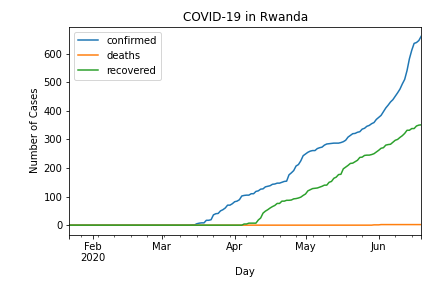 COVID-19 in Rwanda
confirmed
deaths
recovered
Number of Cases
600
500
400
300
200
100
0
Feb
2020
Mar
Apr
May
Jun
Day